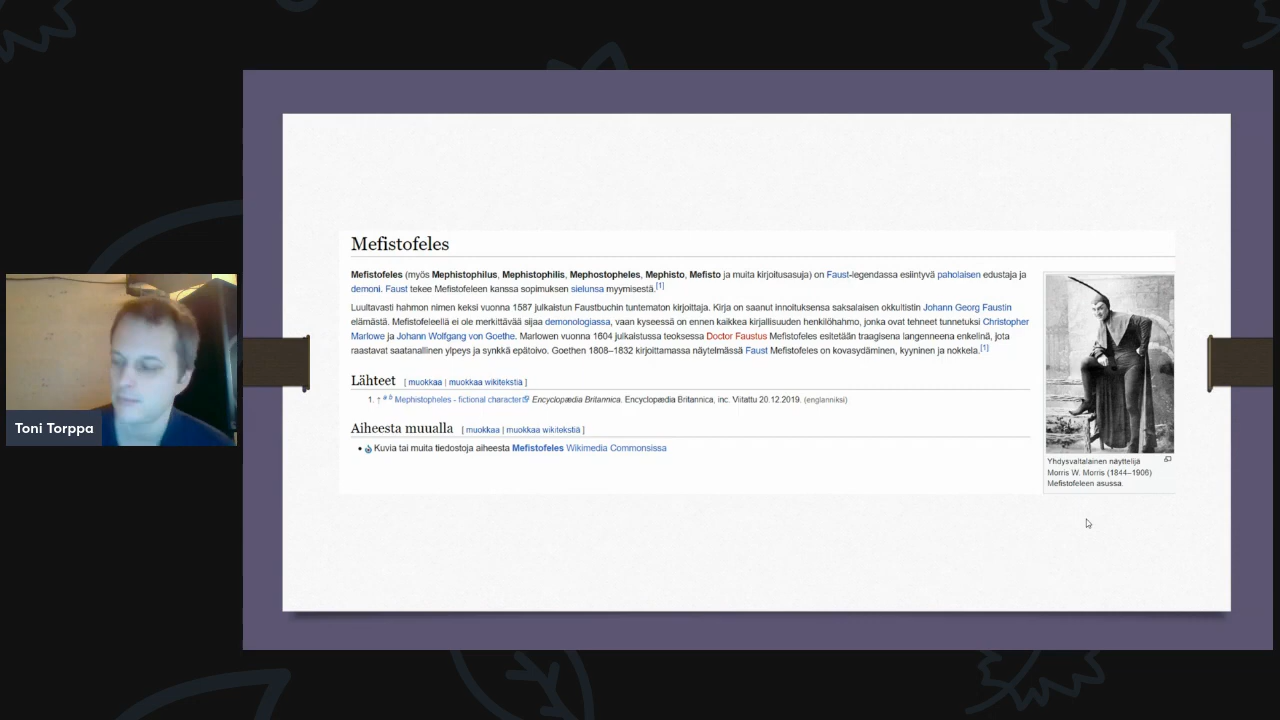 Mefistofeles
Mefistofeles (myös Mephistophilus, Mephistophilis, Mephostopheles, Mephisto, Mefisto ja muita kirjoitusasuja) on Faust-legendassa esiintyvä paholaisen edustaja ja
demoni. Faust tekee Mefistofeleen kanssa sopimuksen sielunsa myymisestä.[1]
Luultavasti hahmon nimen keksi vuonna 1587 julkaistun Faustbuchin tuntematon kirjoittaja. Kirja on saanut innoituksensa saksalaisen okkultistin Johann Georg Faustin
elämästä. Mefistofeleellä ei ole merkittävää sijaa demonologiassa, vaan kyseessä on ennen kaikkea kirjallisuuden henkilöhahmo, jonka ovat tehneet tunnetuksi Christopher
Marlowe ja Johann Wolfgang von Goethe. Marlowen vuonna 1604 julkaistussa teoksessa Doctor Faustus Mefistofeles esitetään traagisena langenneena enkelinä, jota
raastavat saatanallinen ylpeys ja synkkä epätoivo. Goethen 1808–1832 kirjoittamassa näytelmässä Faust Mefistofeles on kovasydäminen, kyyninen ja nokkela.[1]
Lähteet [ muokkaa | muokkaa wikitekstiä ]
1. ↑ a b Mephistopheles - fictional character Encyclopædia Britannica. Encyclopædia Britannica, inc. Viitattu 20.12.2019. (englanniksi)
Aiheesta muualla [ muokkaa | muokkaa wikitekstiä ]
• Kuvia tai muita tiedostoja aiheesta Mefistofeles Wikimedia Commonsissa
Yhdysvaltalainen näyttelijä
Morris W. Morris (1844–1906)
Mefistofeleen asussa.
Toni Torppa